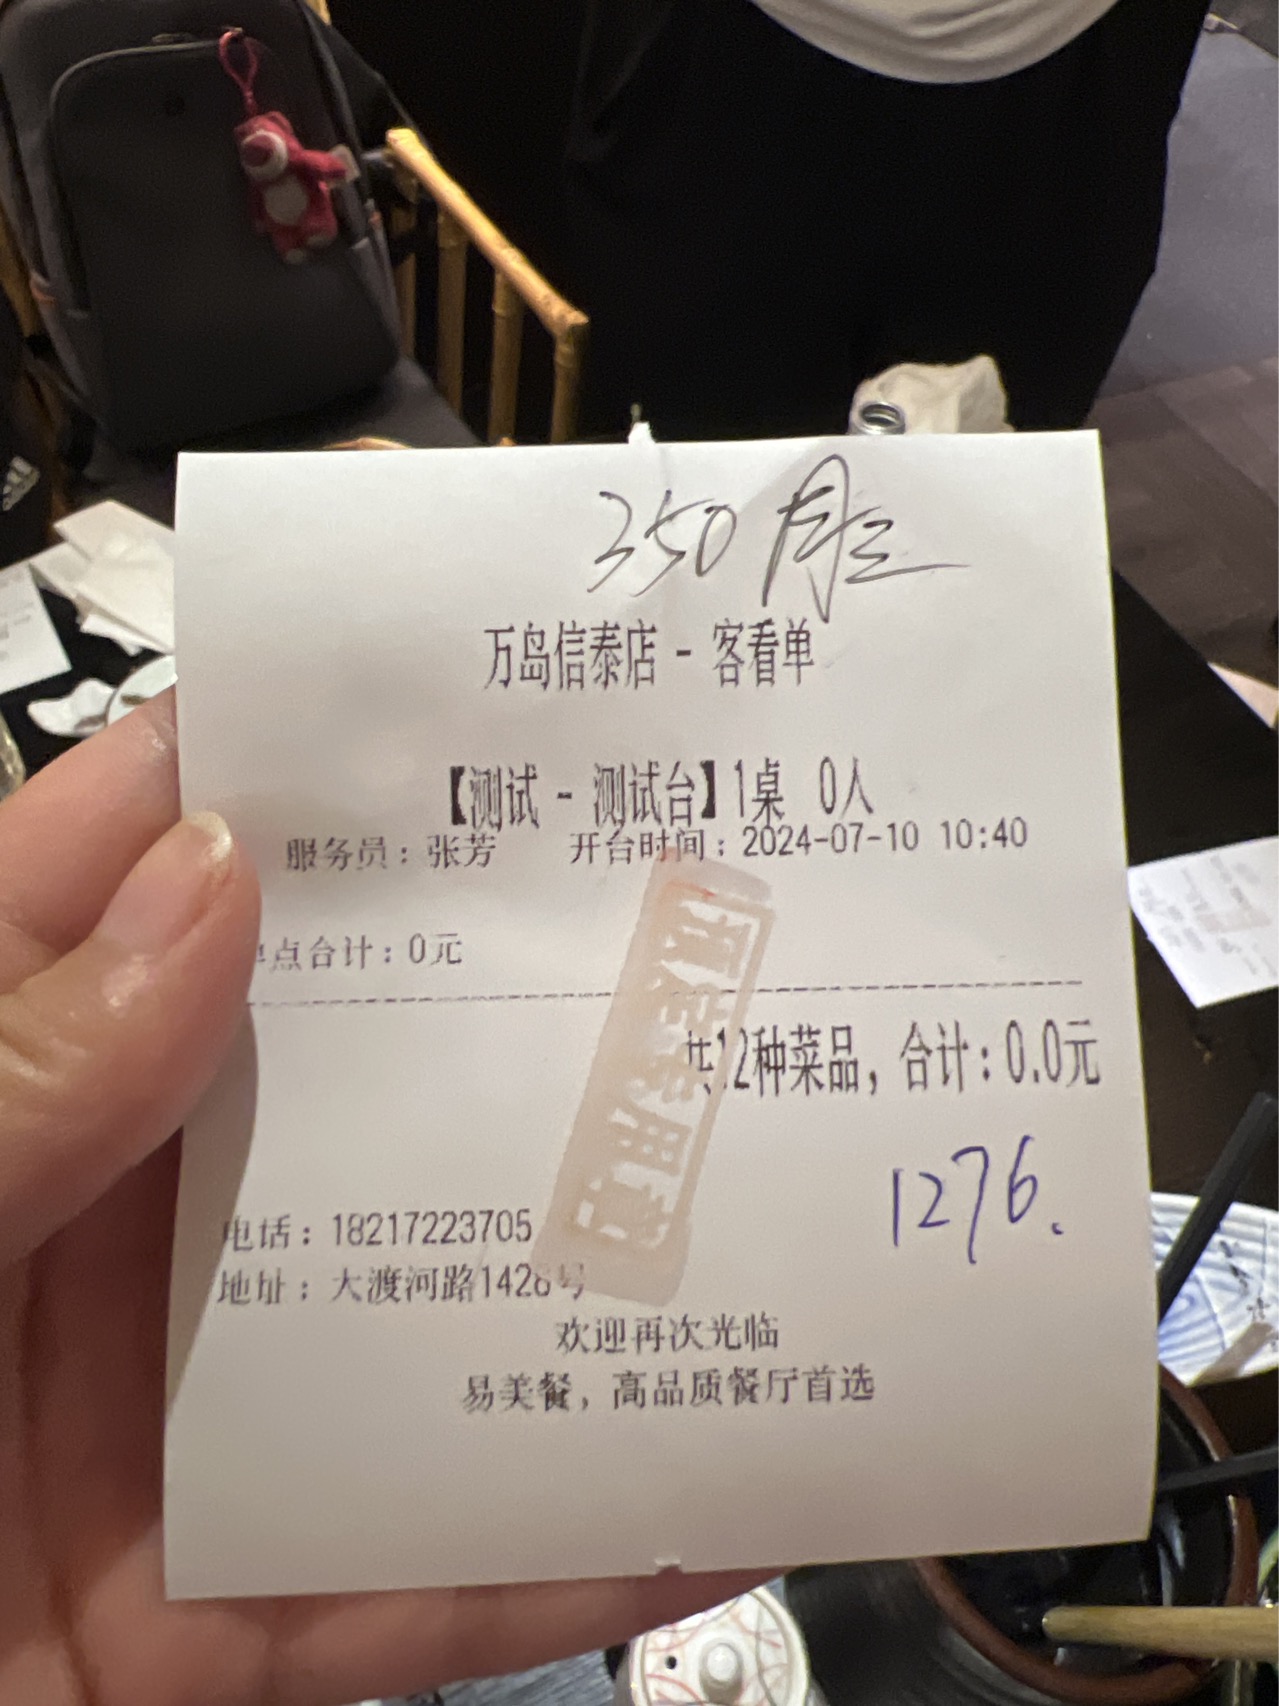 350
万岛信泰店 - 客看单
【测试 - 测试台】1桌 0人
服务员：张芳 开台时间：2024-07-10 10:40
点合计：0元
共12种菜品，合计：0.0元
1276.
电话：18217223705
地址：大渡河路1428号
欢迎再次光临
易美餐，高品质餐厅首选